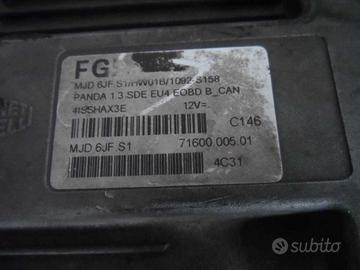 FG
MJD 6JF.S1/HW01B/1092-S158
PANDA 1.3 SDE EU4 EOBD B_CAN
4IS5HAX3E 12V=
C146
MJD 6JF.S1 71600.005.01
4C31
subito